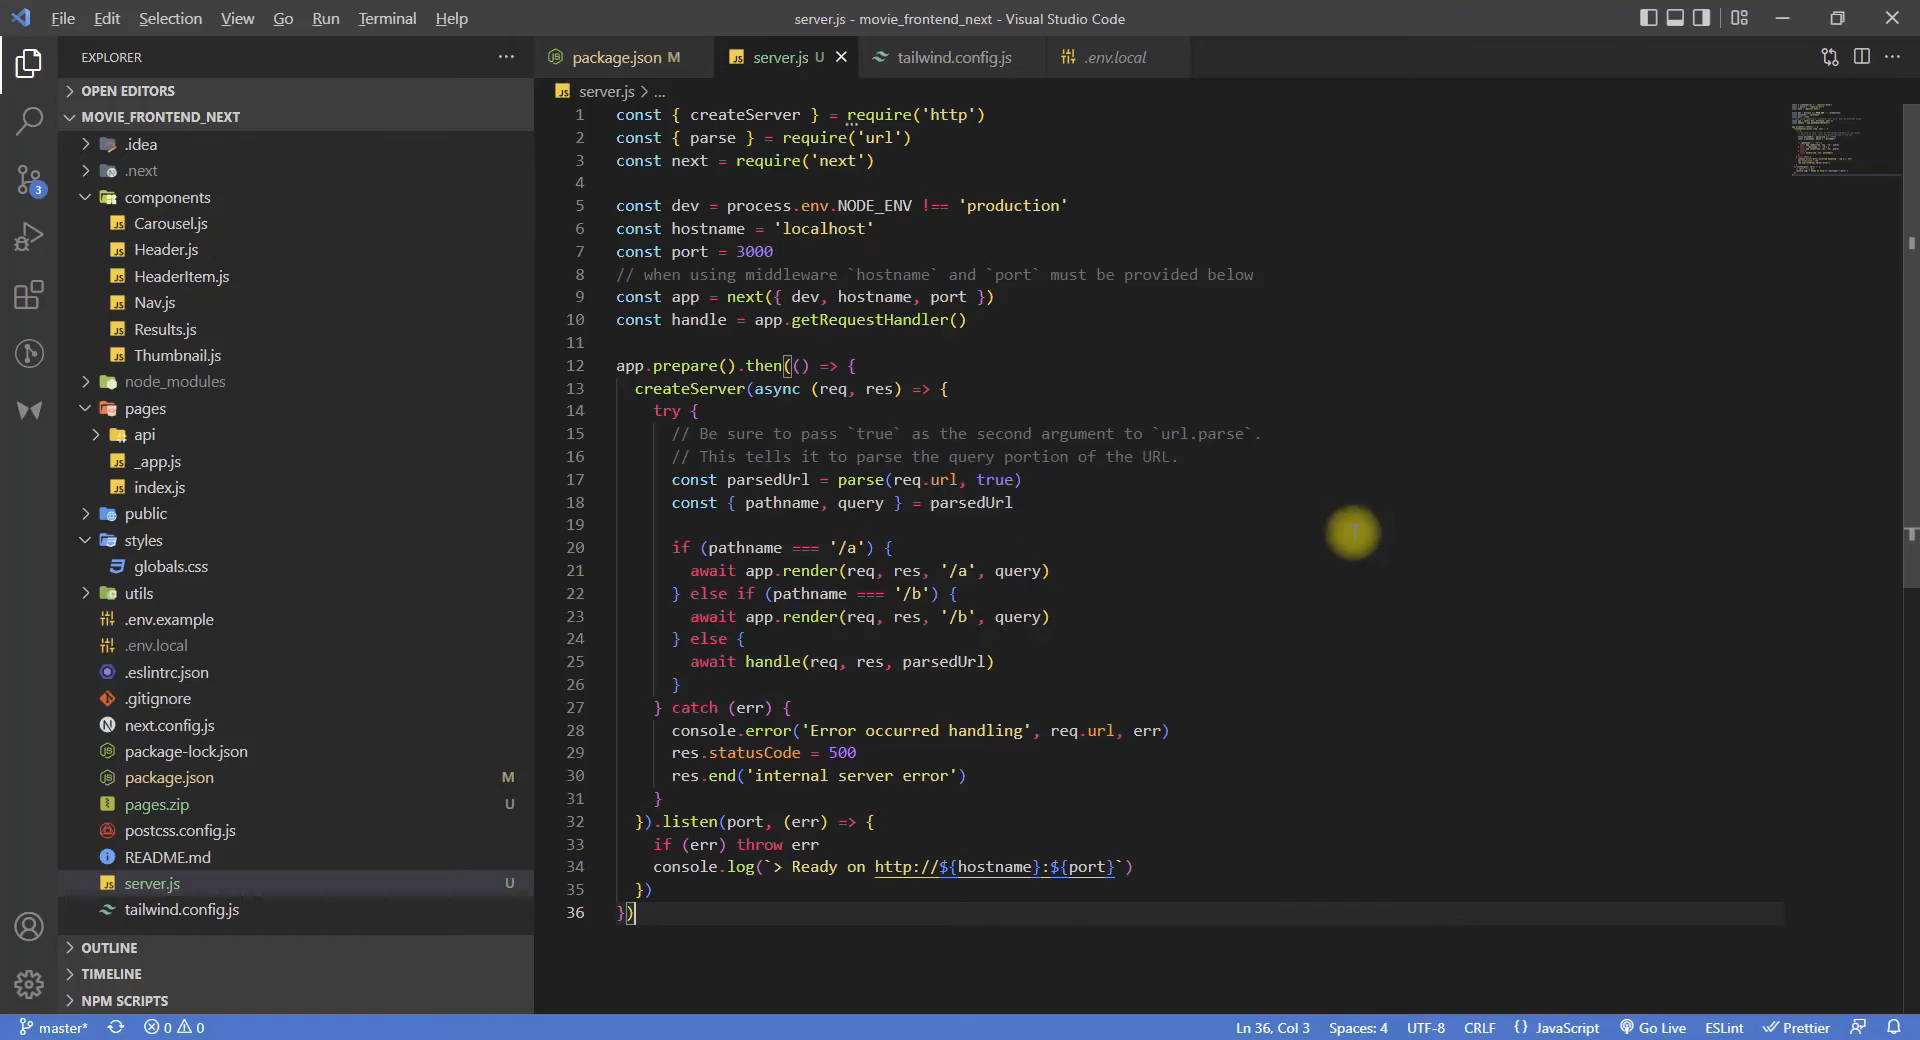 File Edit Selection View Go Run Terminal Help
server.js - movie_frontend_next - Visual Studio Code
EXPLORER
OPEN EDITORS
MOVIE_FRONTEND_NEXT
.idea
.next
components
Carousel.js
Header.js
HeaderItem.js
Nav.js
Results.js
Thumbnail.js
node_modules
pages
api
_app.js
index.js
public
styles
globals.css
utils
.env.example
.env.local
.eslintrc.json
.gitignore
next.config.js
package-lock.json
package.json M
pages.zip U
postcss.config.js
README.md
server.js U
tailwind.config.js
OUTLINE
TIMELINE
NPM SCRIPTS
3
package.json M server.js U tailwind.config.js .env.local
server.js > ...
1 const { createServer } = require('http')
2 const { parse } = require('url')
3 const next = require('next')
4
5 const dev = process.env.NODE_ENV !== 'production'
6 const hostname = 'localhost'
7 const port = 3000
8 // when using middleware `hostname` and `port` must be provided below
9 const app = next({ dev, hostname, port })
10 const handle = app.getRequestHandler()
11
12 app.prepare().then(() => {
13 createServer(async (req, res) => {
14 try {
15 // Be sure to pass `true` as the second argument to `url.parse`.
16 // This tells it to parse the query portion of the URL.
17 const parsedUrl = parse(req.url, true)
18 const { pathname, query } = parsedUrl
19
20 if (pathname === '/a') {
21 await app.render(req, res, '/a', query)
22 } else if (pathname === '/b') {
23 await app.render(req, res, '/b', query)
24 } else {
25 await handle(req, res, parsedUrl)
26 }
27 } catch (err) {
28 console.error('Error occurred handling', req.url, err)
29 res.statusCode = 500
30 res.end('internal server error')
31 }
32 }).listen(port, (err) => {
33 if (err) throw err
34 console.log(`> Ready on http://${hostname}:${port}`)
35 })
36 })
master* 0 0 Ln 36, Col 3 Spaces: 4 UTF-8 CRLF {} JavaScript Go Live ESLint Prettier